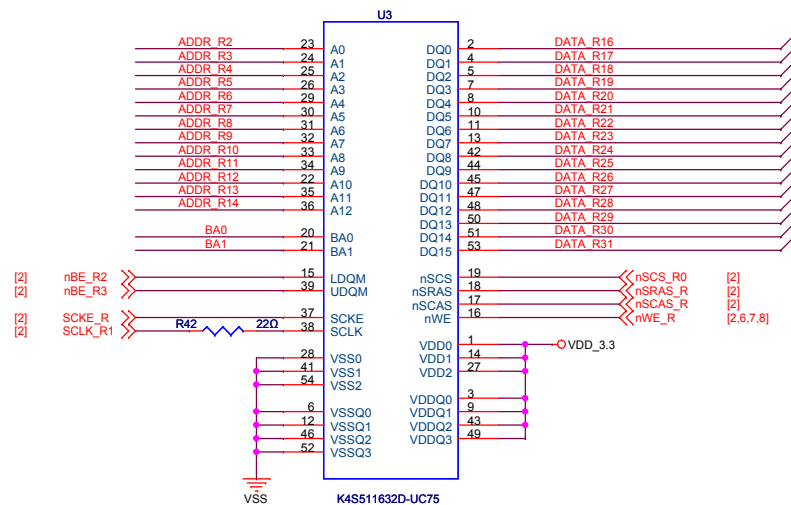 U3
ADDR_R2 23 A0 DQ0 2 DATA_R16
ADDR_R3 24 A1 DQ1 4 DATA_R17
ADDR_R4 25 A2 DQ2 5 DATA_R18
ADDR_R5 26 A3 DQ3 7 DATA_R19
ADDR_R6 29 A4 DQ4 8 DATA_R20
ADDR_R7 30 A5 DQ5 10 DATA_R21
ADDR_R8 31 A6 DQ6 11 DATA_R22
ADDR_R9 32 A7 DQ7 13 DATA_R23
ADDR_R10 33 A8 DQ8 42 DATA_R24
ADDR_R11 34 A9 DQ9 44 DATA_R25
ADDR_R12 22 A10 DQ10 45 DATA_R26
ADDR_R13 35 A11 DQ11 47 DATA_R27
ADDR_R14 36 A12 DQ12 48 DATA_R28
DQ13 50 DATA_R29
BA0 20 BA0 DQ14 51 DATA_R30
BA1 21 BA1 DQ15 53 DATA_R31
[2] nBE_R2 15 LDQM nSCS 19 nSCS_R0 [2]
[2] nBE_R3 39 UDQM nSRAS 18 nSRAS_R [2]
nSCAS 17 nSCAS_R [2]
[2] SCKE_R 37 SCKE nWE 16 nWE_R [2,6,7,8]
[2] SCLK_R1 R42 22Ω 38 SCLK
VDD0 1 VDD_3.3
28 VSS0 VDD1 14
41 VSS1 VDD2 27
54 VSS2
VDDQ0 3
6 VSSQ0 VDDQ1 9
12 VSSQ1 VDDQ2 43
46 VSSQ2 VDDQ3 49
52 VSSQ3
VSS K4S511632D-UC75